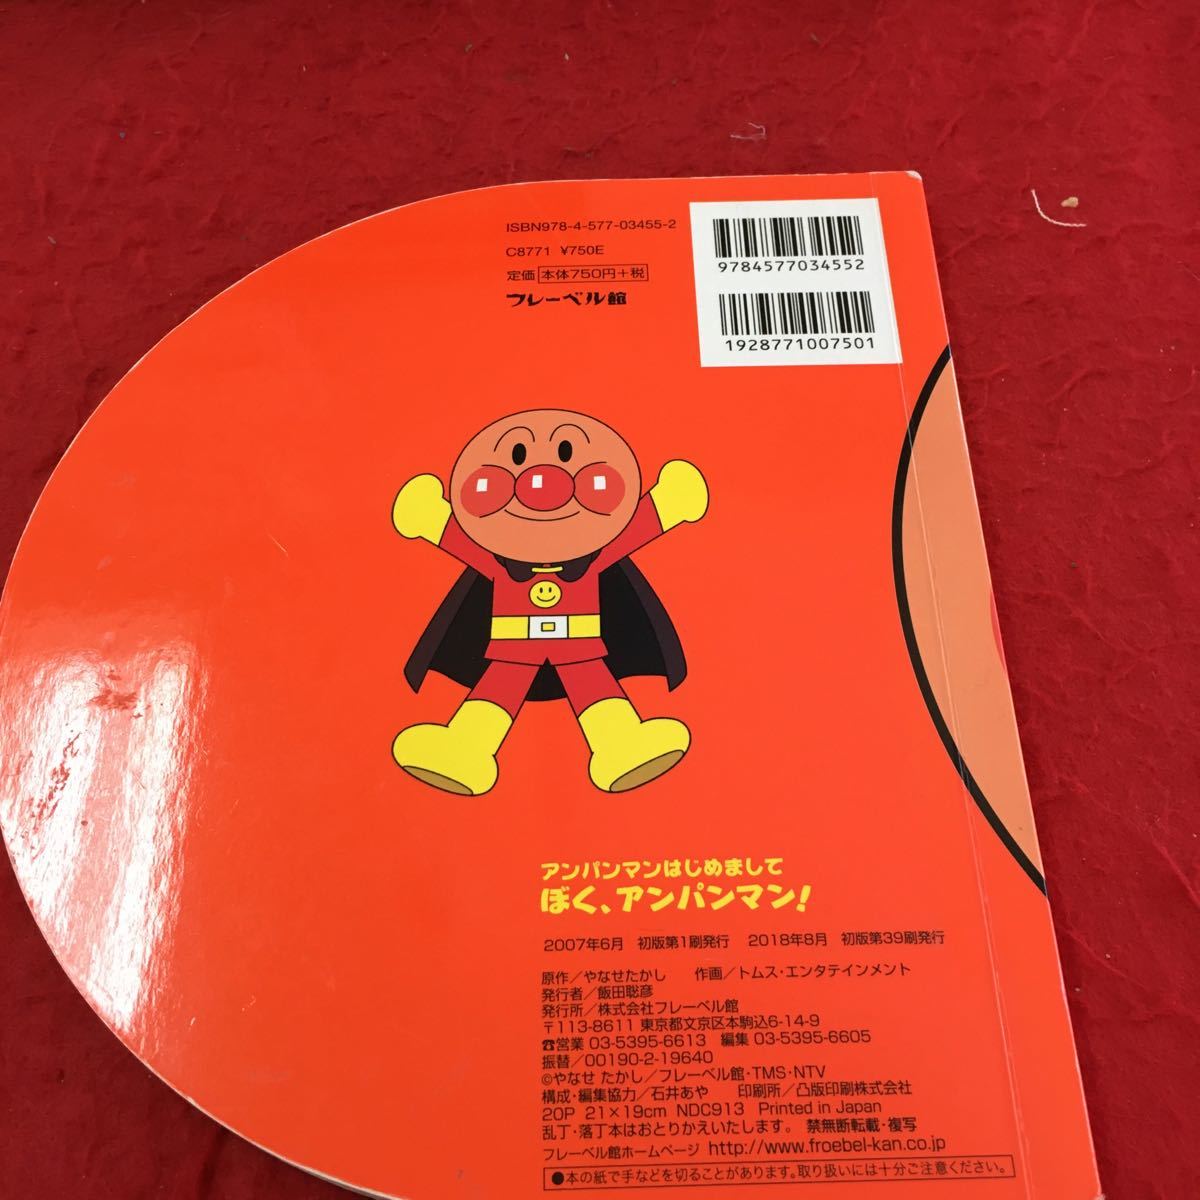 ISBN978-4-577-03455-2
C8771 ¥750E
定価 本体750円+税
フレーベル館
9784577034552
1928771007501
アンパンマンはじめまして
ぼく、アンパンマン!
2007年6月 初版第1刷発行 2018年8月 初版第39刷発行
原作/やなせたかし 作画/トムス・エンタテインメント
発行者/飯田聡彦
発行所/株式会社フレーベル館
〒113-8611 東京都文京区本駒込6-14-9
☎営業 03-5395-6613 編集 03-5395-6605
振替/00190-2-19640
©やなせ たかし/フレーベル館・TMS・NTV
構成・編集協力/石井あや 印刷所/凸版印刷株式会社
20P 21×19cm NDC913 Printed in Japan
乱丁・落丁本はおとりかえいたします。 禁無断転載・複写
フレーベル館ホームページ http://www.froebel-kan.co.jp
●本の紙で手などを切ることがあります。取り扱いには十分ご注意ください。